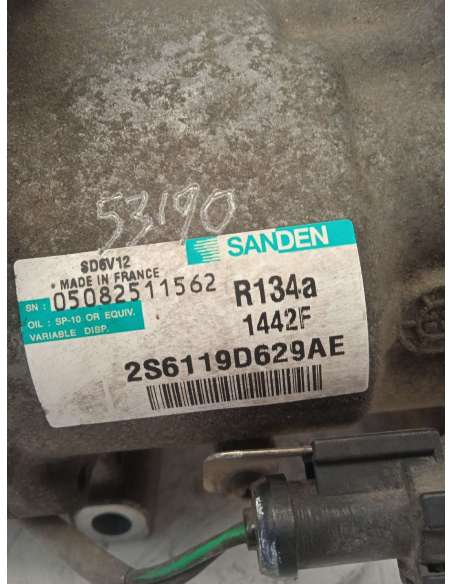 53190
SANDEN
SD6V12
* MADE IN FRANCE
SN : 05082511562
R134a
OIL : SP-10 OR EQUIV.
VARIABLE DISP.
1442F
2S6119D629AE